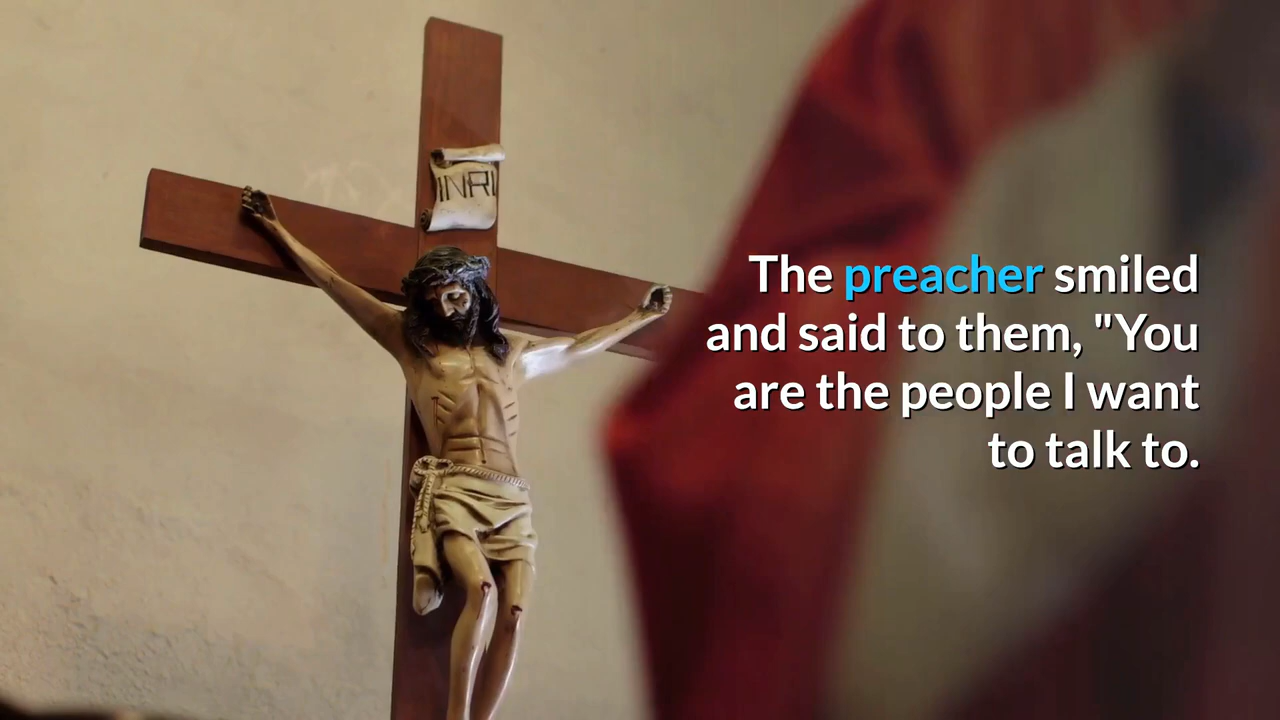 INRI
The preacher smiled
and said to them, "You
are the people I want
to talk to.